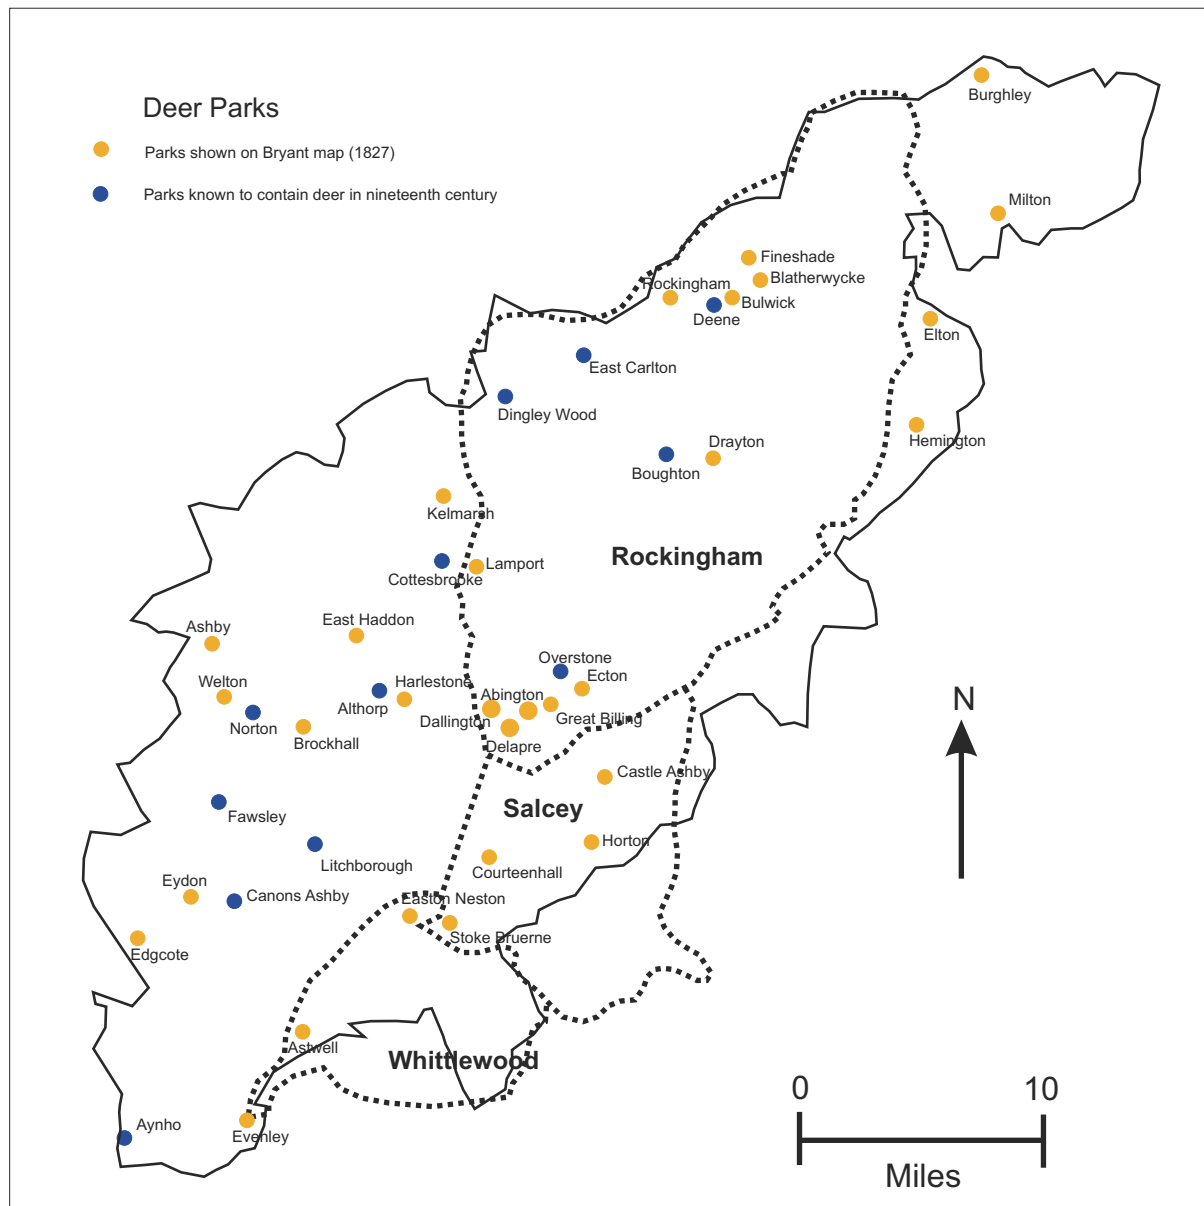 Deer Parks
Parks shown on Bryant map (1827)
Parks known to contain deer in nineteenth century
Burghley
Milton
Fineshade
Blatherwycke
Rockingham
Bulwick
Deene
Elton
East Carlton
Dingley Wood
Hemington
Drayton
Boughton
Kelmarsh
Rockingham
Lamport
Cottesbrooke
East Haddon
Ashby
Overstone
Ecton
Harlestone
Welton
Abington
Althorp
Dallington
Great Billing
Norton
Brockhall
Delapre
N
Castle Ashby
Salcey
Fawsley
Horton
Litchborough
Courteenhall
Eydon
Canons Ashby
Easton Neston
Stoke Bruerne
Edgcote
Astwell
Whittlewood
0 10
Aynho
Evenley
Miles